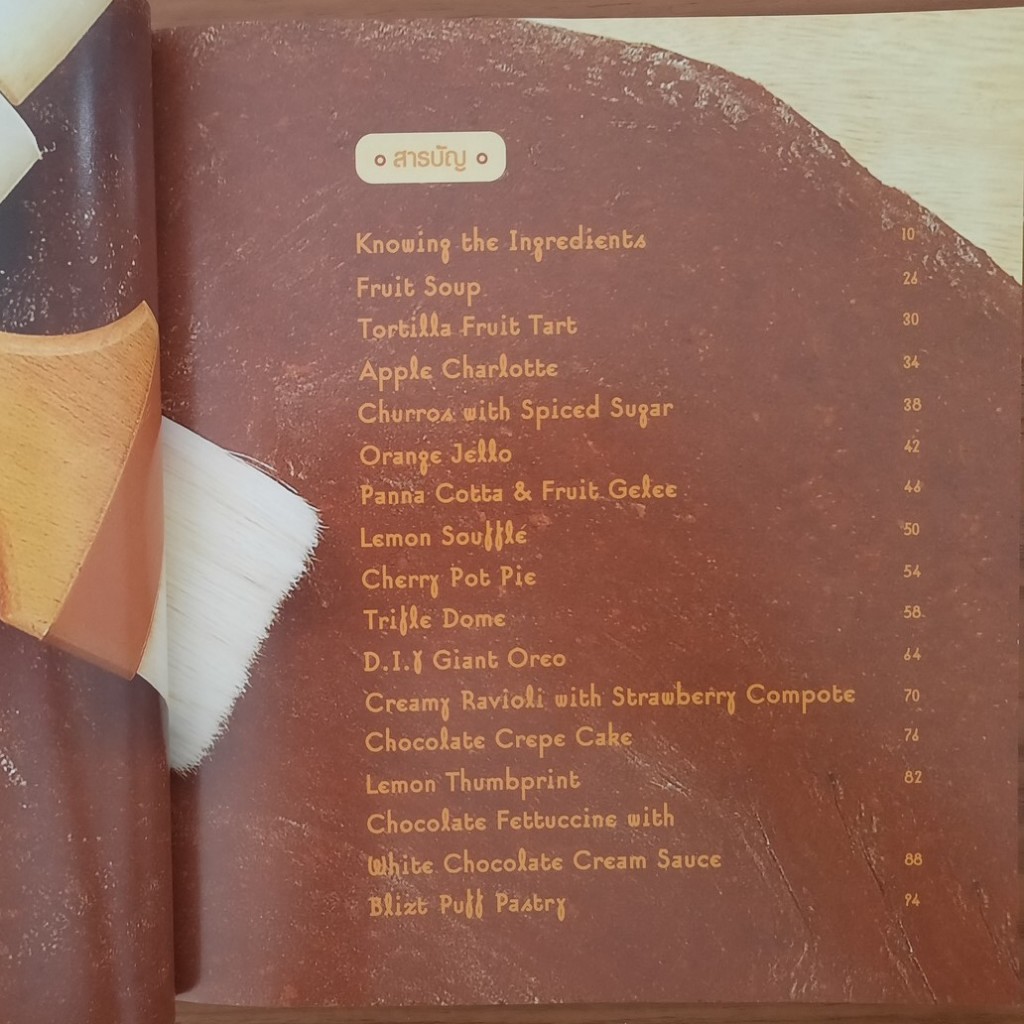 สารบัญ
Knowing the Ingredients 10
Fruit Soup 26
Tortilla Fruit Tart 30
Apple Charlotte 34
Churros with Spiced Sugar 38
Orange Jello 42
Panna Cotta & Fruit Gelee 46
Lemon Soufflé 50
Cherry Pot Pie 54
Trifle Dome 58
D.I.Y Giant Oreo 64
Creamy Ravioli with Strawberry Compote 70
Chocolate Crepe Cake 76
Lemon Thumbprint 82
Chocolate Fettuccine with
White Chocolate Cream Sauce 88
Blizt Puff Pastry 94